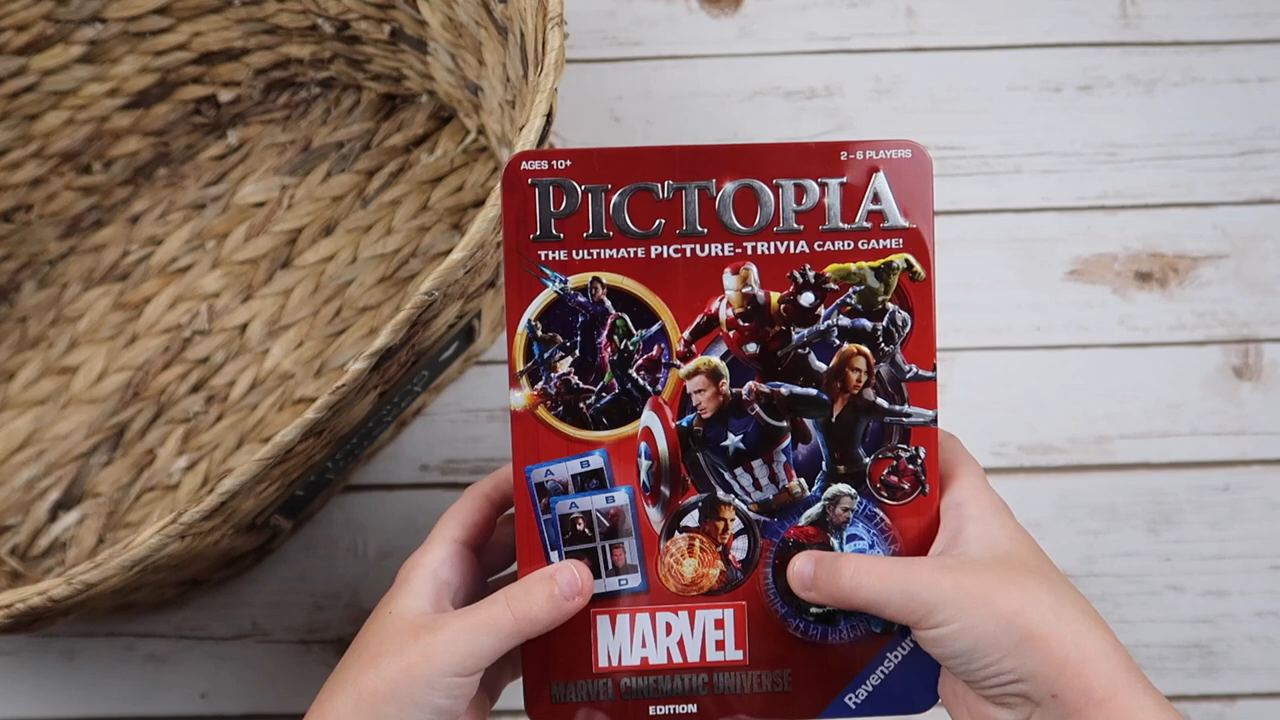 AGES 10+
2-6 PLAYERS
PICTOPIA
THE ULTIMATE PICTURE-TRIVIA CARD GAME!
A B
A B
D
MARVEL
MARVEL CINEMATIC UNIVERSE
EDITION
Ravensbur